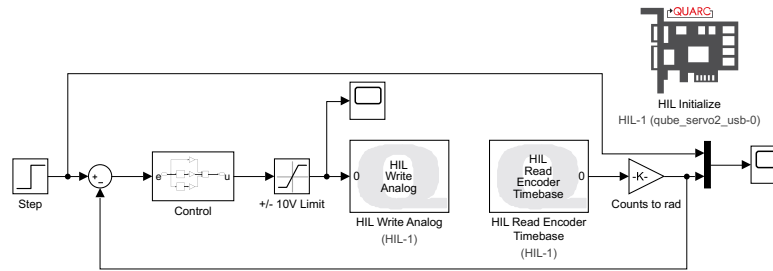 QUARC
HIL Initialize
HIL-1 (qube_servo2_usb-0)
Step
+
-
e
u
Control
+/- 10V Limit
0
HIL
Write
Analog
HIL Write Analog
(HIL-1)
HIL
Read
Encoder
Timebase
0
HIL Read Encoder
Timebase
(HIL-1)
-K-
Counts to rad